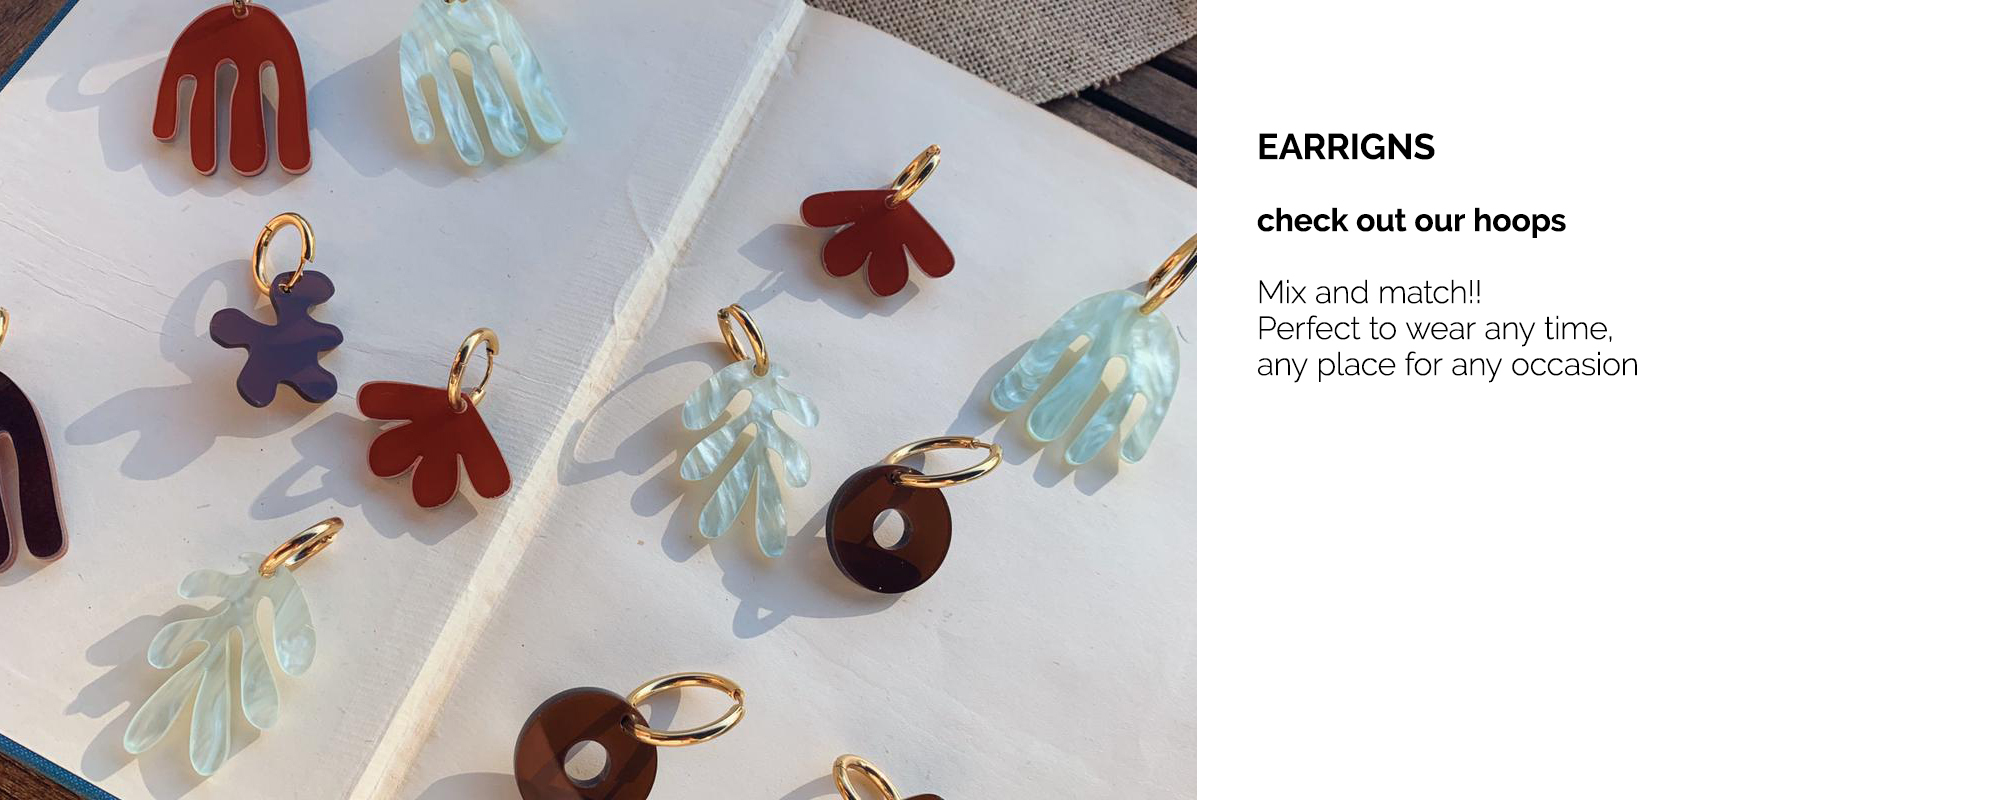 EARRIGNS
check out our hoops
Mix and match!!
Perfect to wear any time,
any place for any occasion